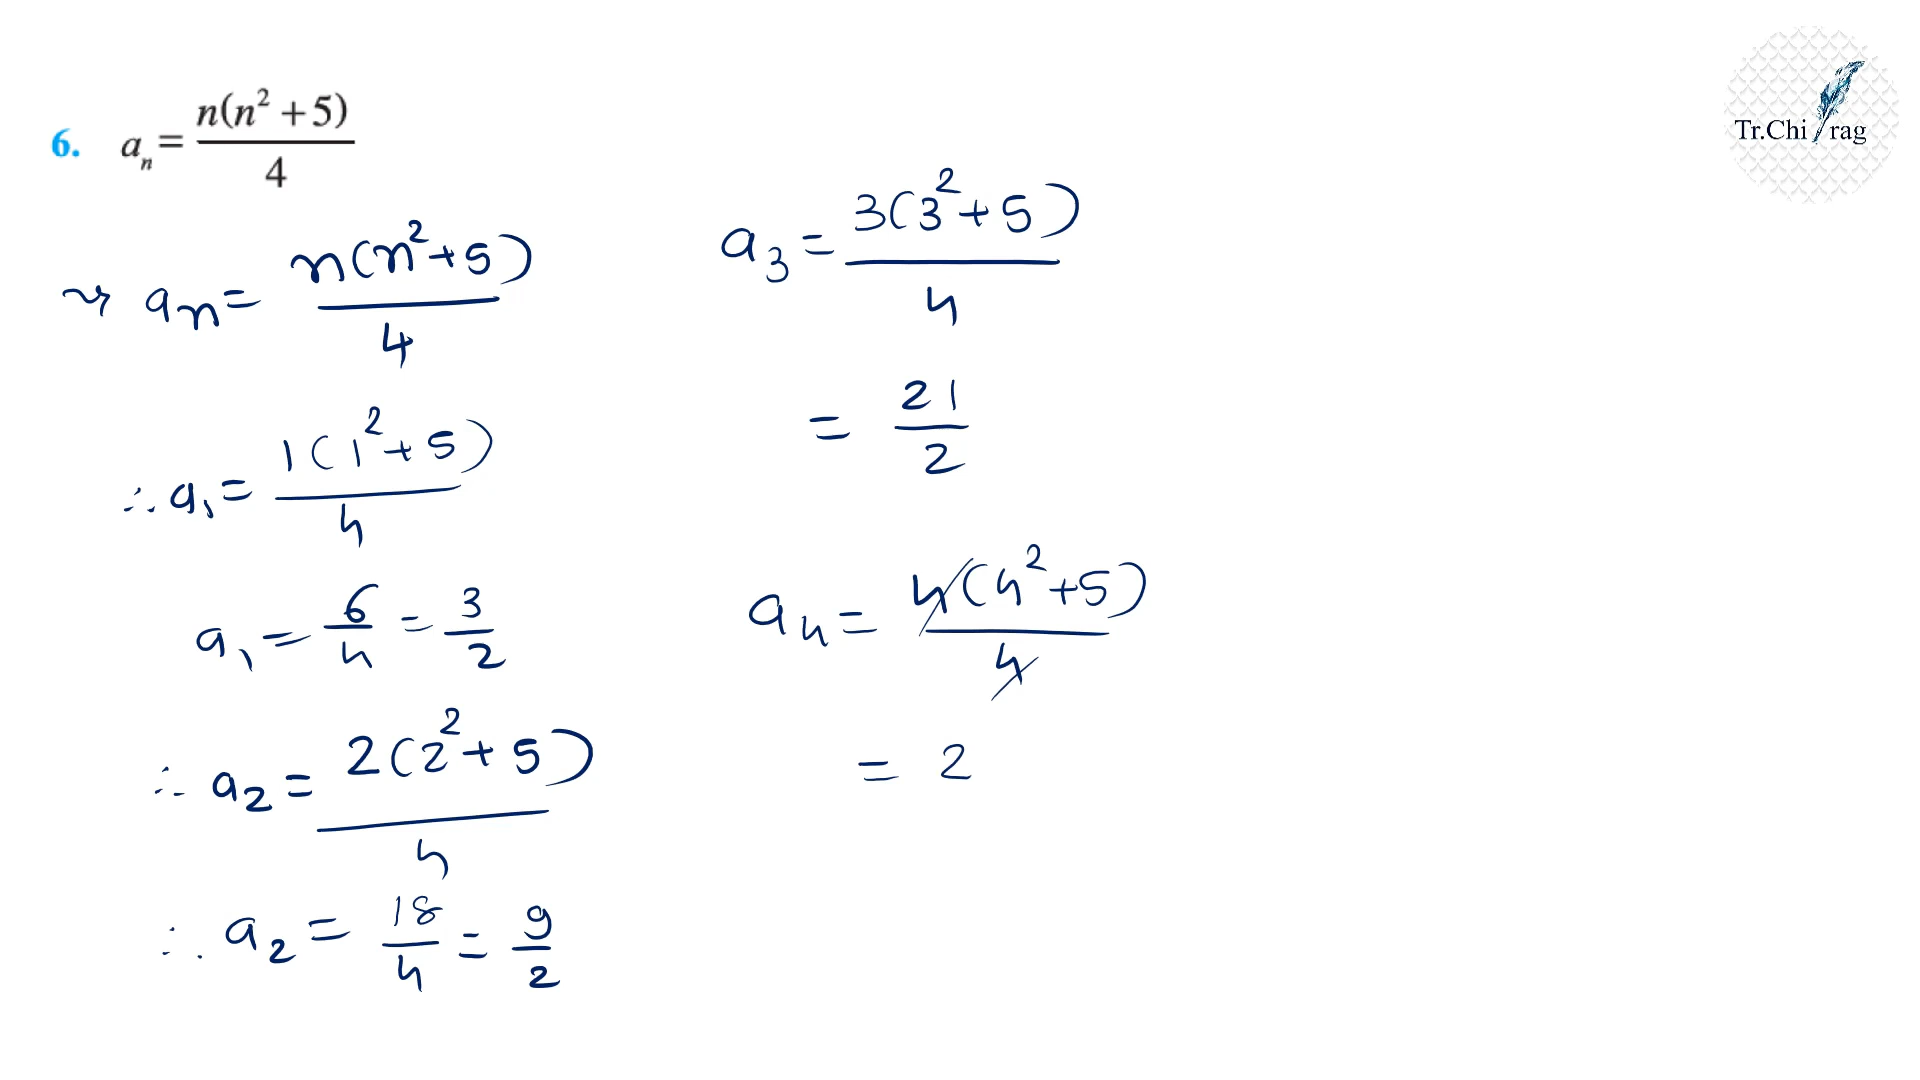 6. aₙ = n(n² + 5) / 4
⤳ aₙ = n(n² + 5) / 4
∴ a₁ = 1(1² + 5) / 4
a₁ = 6/4 = 3/2
∴ a₂ = 2(2² + 5) / 4
∴ a₂ = 18/4 = 9/2
a₃ = 3(3² + 5) / 4
= 21/2
a₄ = 4(4² + 5) / 4
= 2
Tr.Chi rag